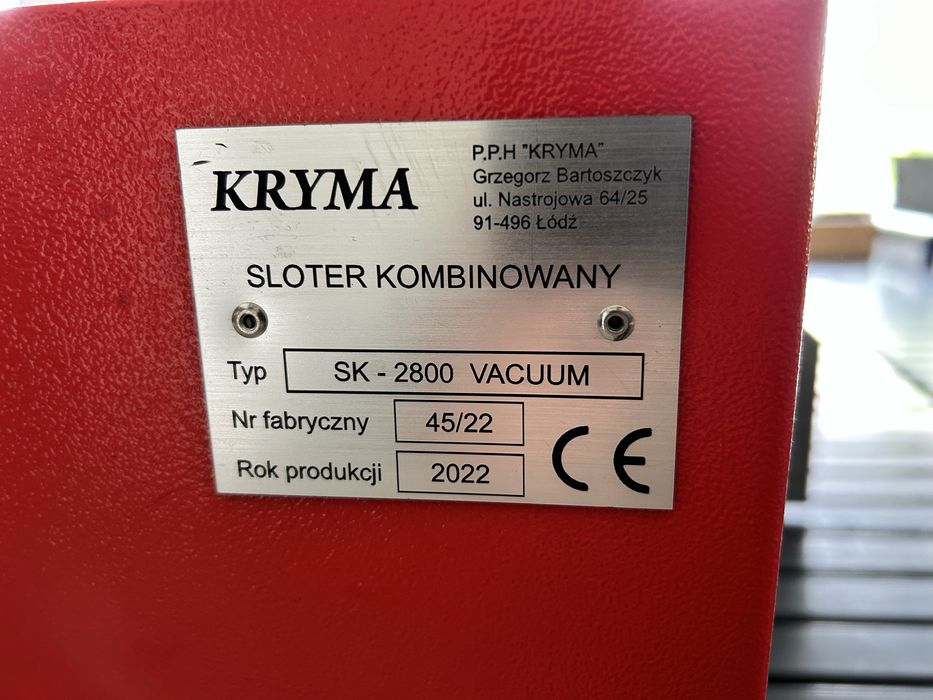 KRYMA
P.P.H "KRYMA"
Grzegorz Bartoszczyk
ul. Nastrojowa 64/25
91-496 Łódź
SLOTER KOMBINOWANY
Typ SK - 2800 VACUUM
Nr fabryczny 45/22
Rok produkcji 2022
CE